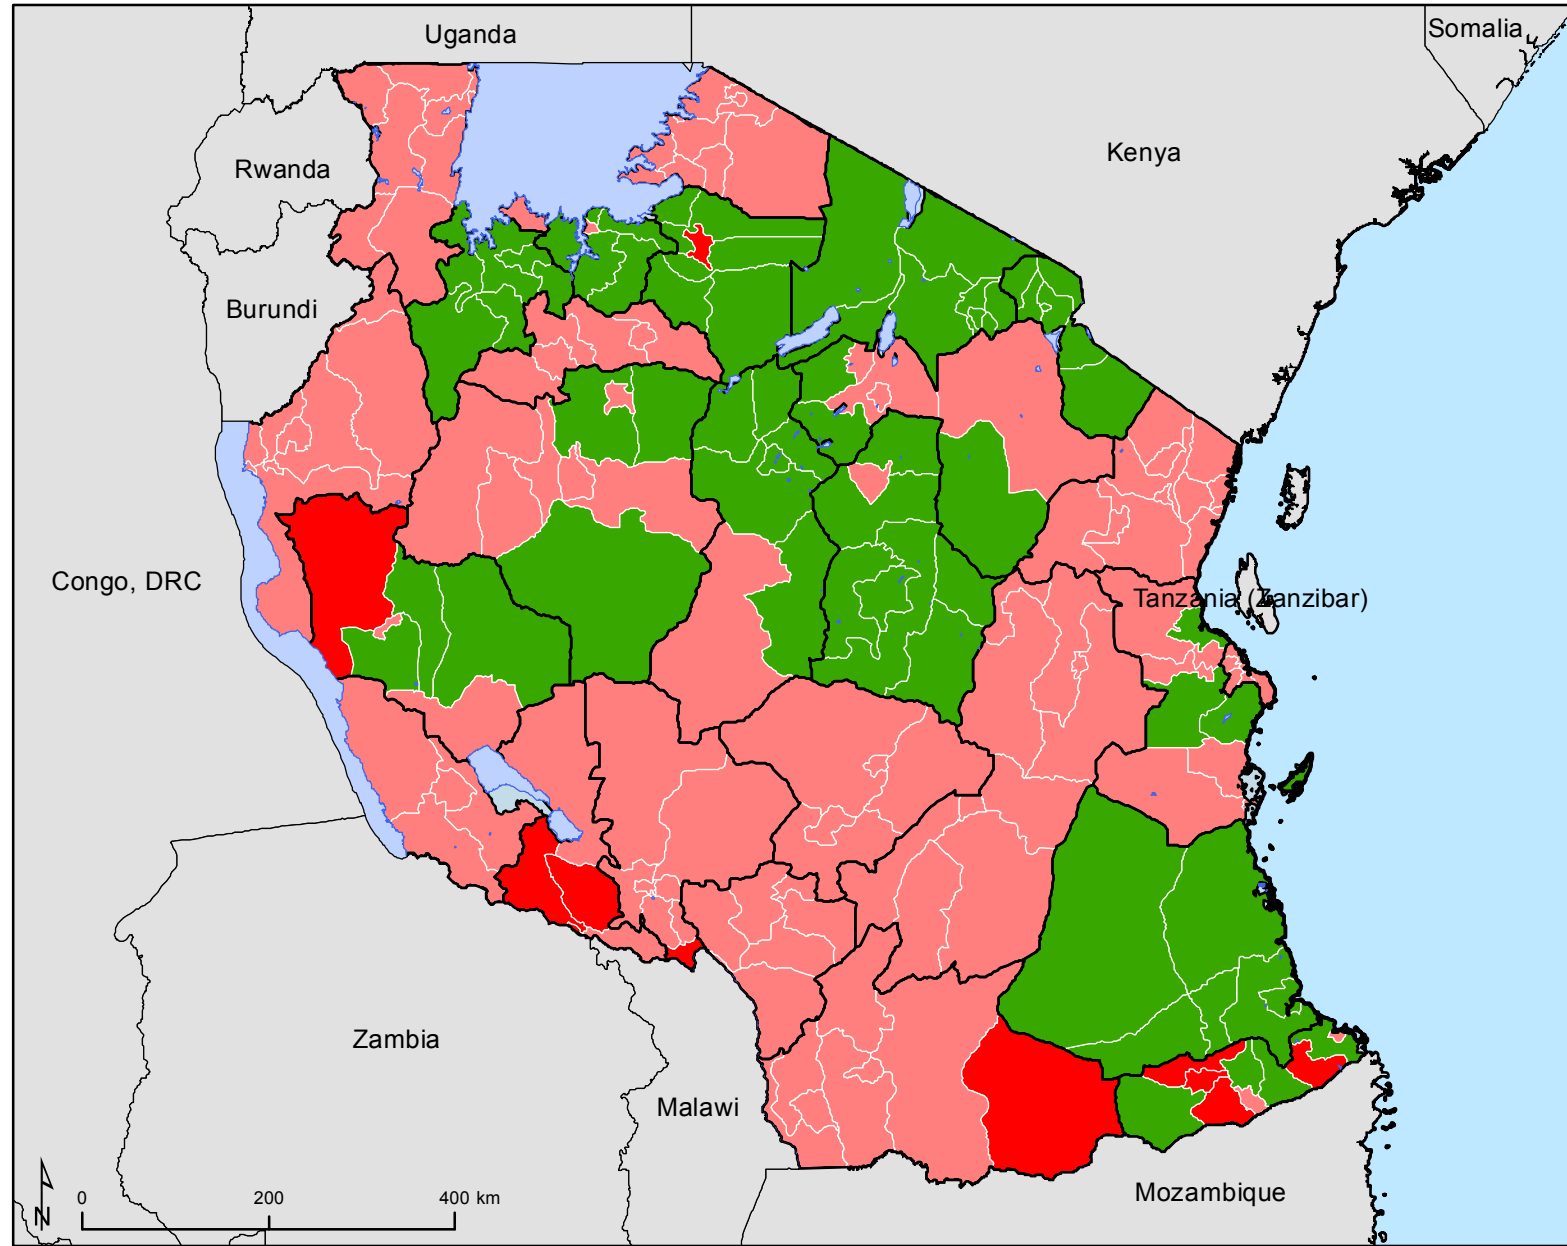 Uganda
Somalia
Kenya
Rwanda
Burundi
Congo, DRC
Tanzania (Zanzibar)
Zambia
Malawi
Mozambique
N
0 200 400 km